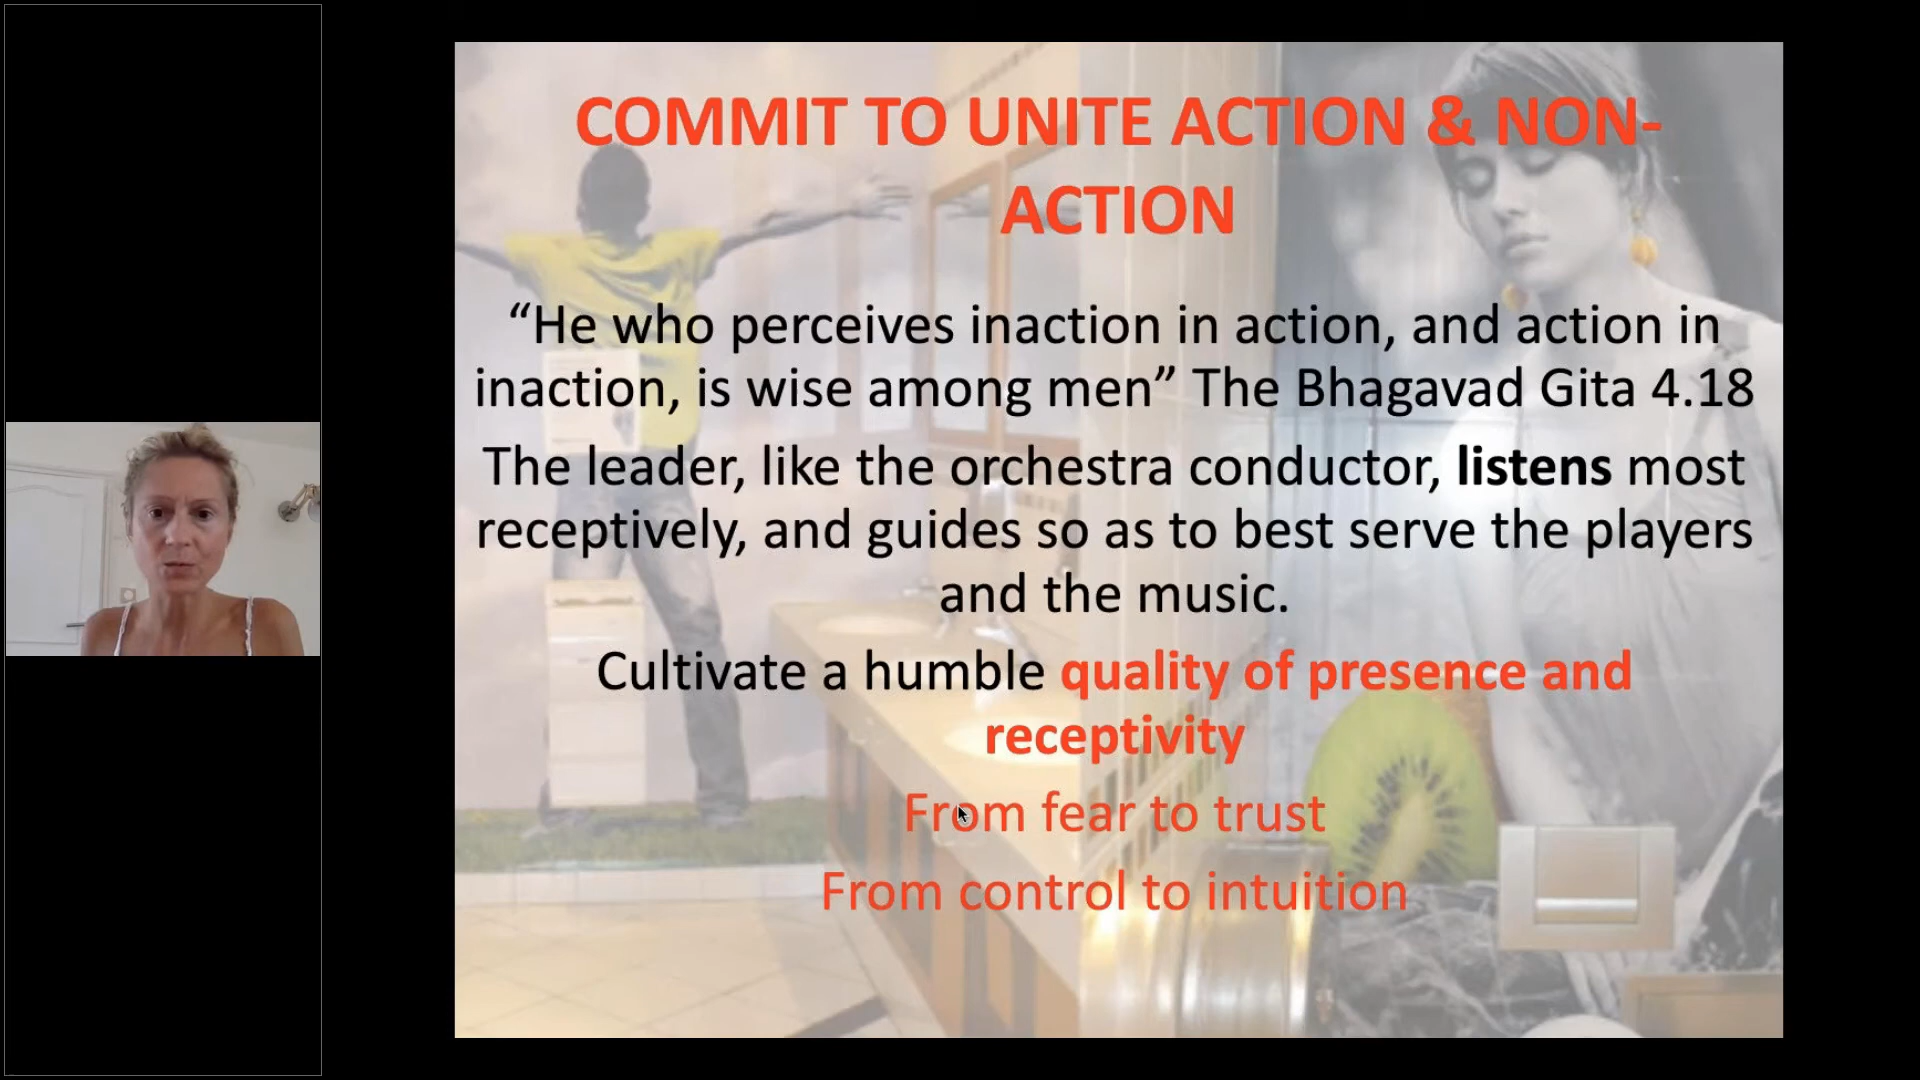 COMMIT TO UNITE ACTION & NON-
ACTION
“He who perceives inaction in action, and action in
inaction, is wise among men” The Bhagavad Gita 4.18
The leader, like the orchestra conductor, listens most
receptively, and guides so as to best serve the players
and the music.
Cultivate a humble quality of presence and
receptivity
From fear to trust
From control to intuition